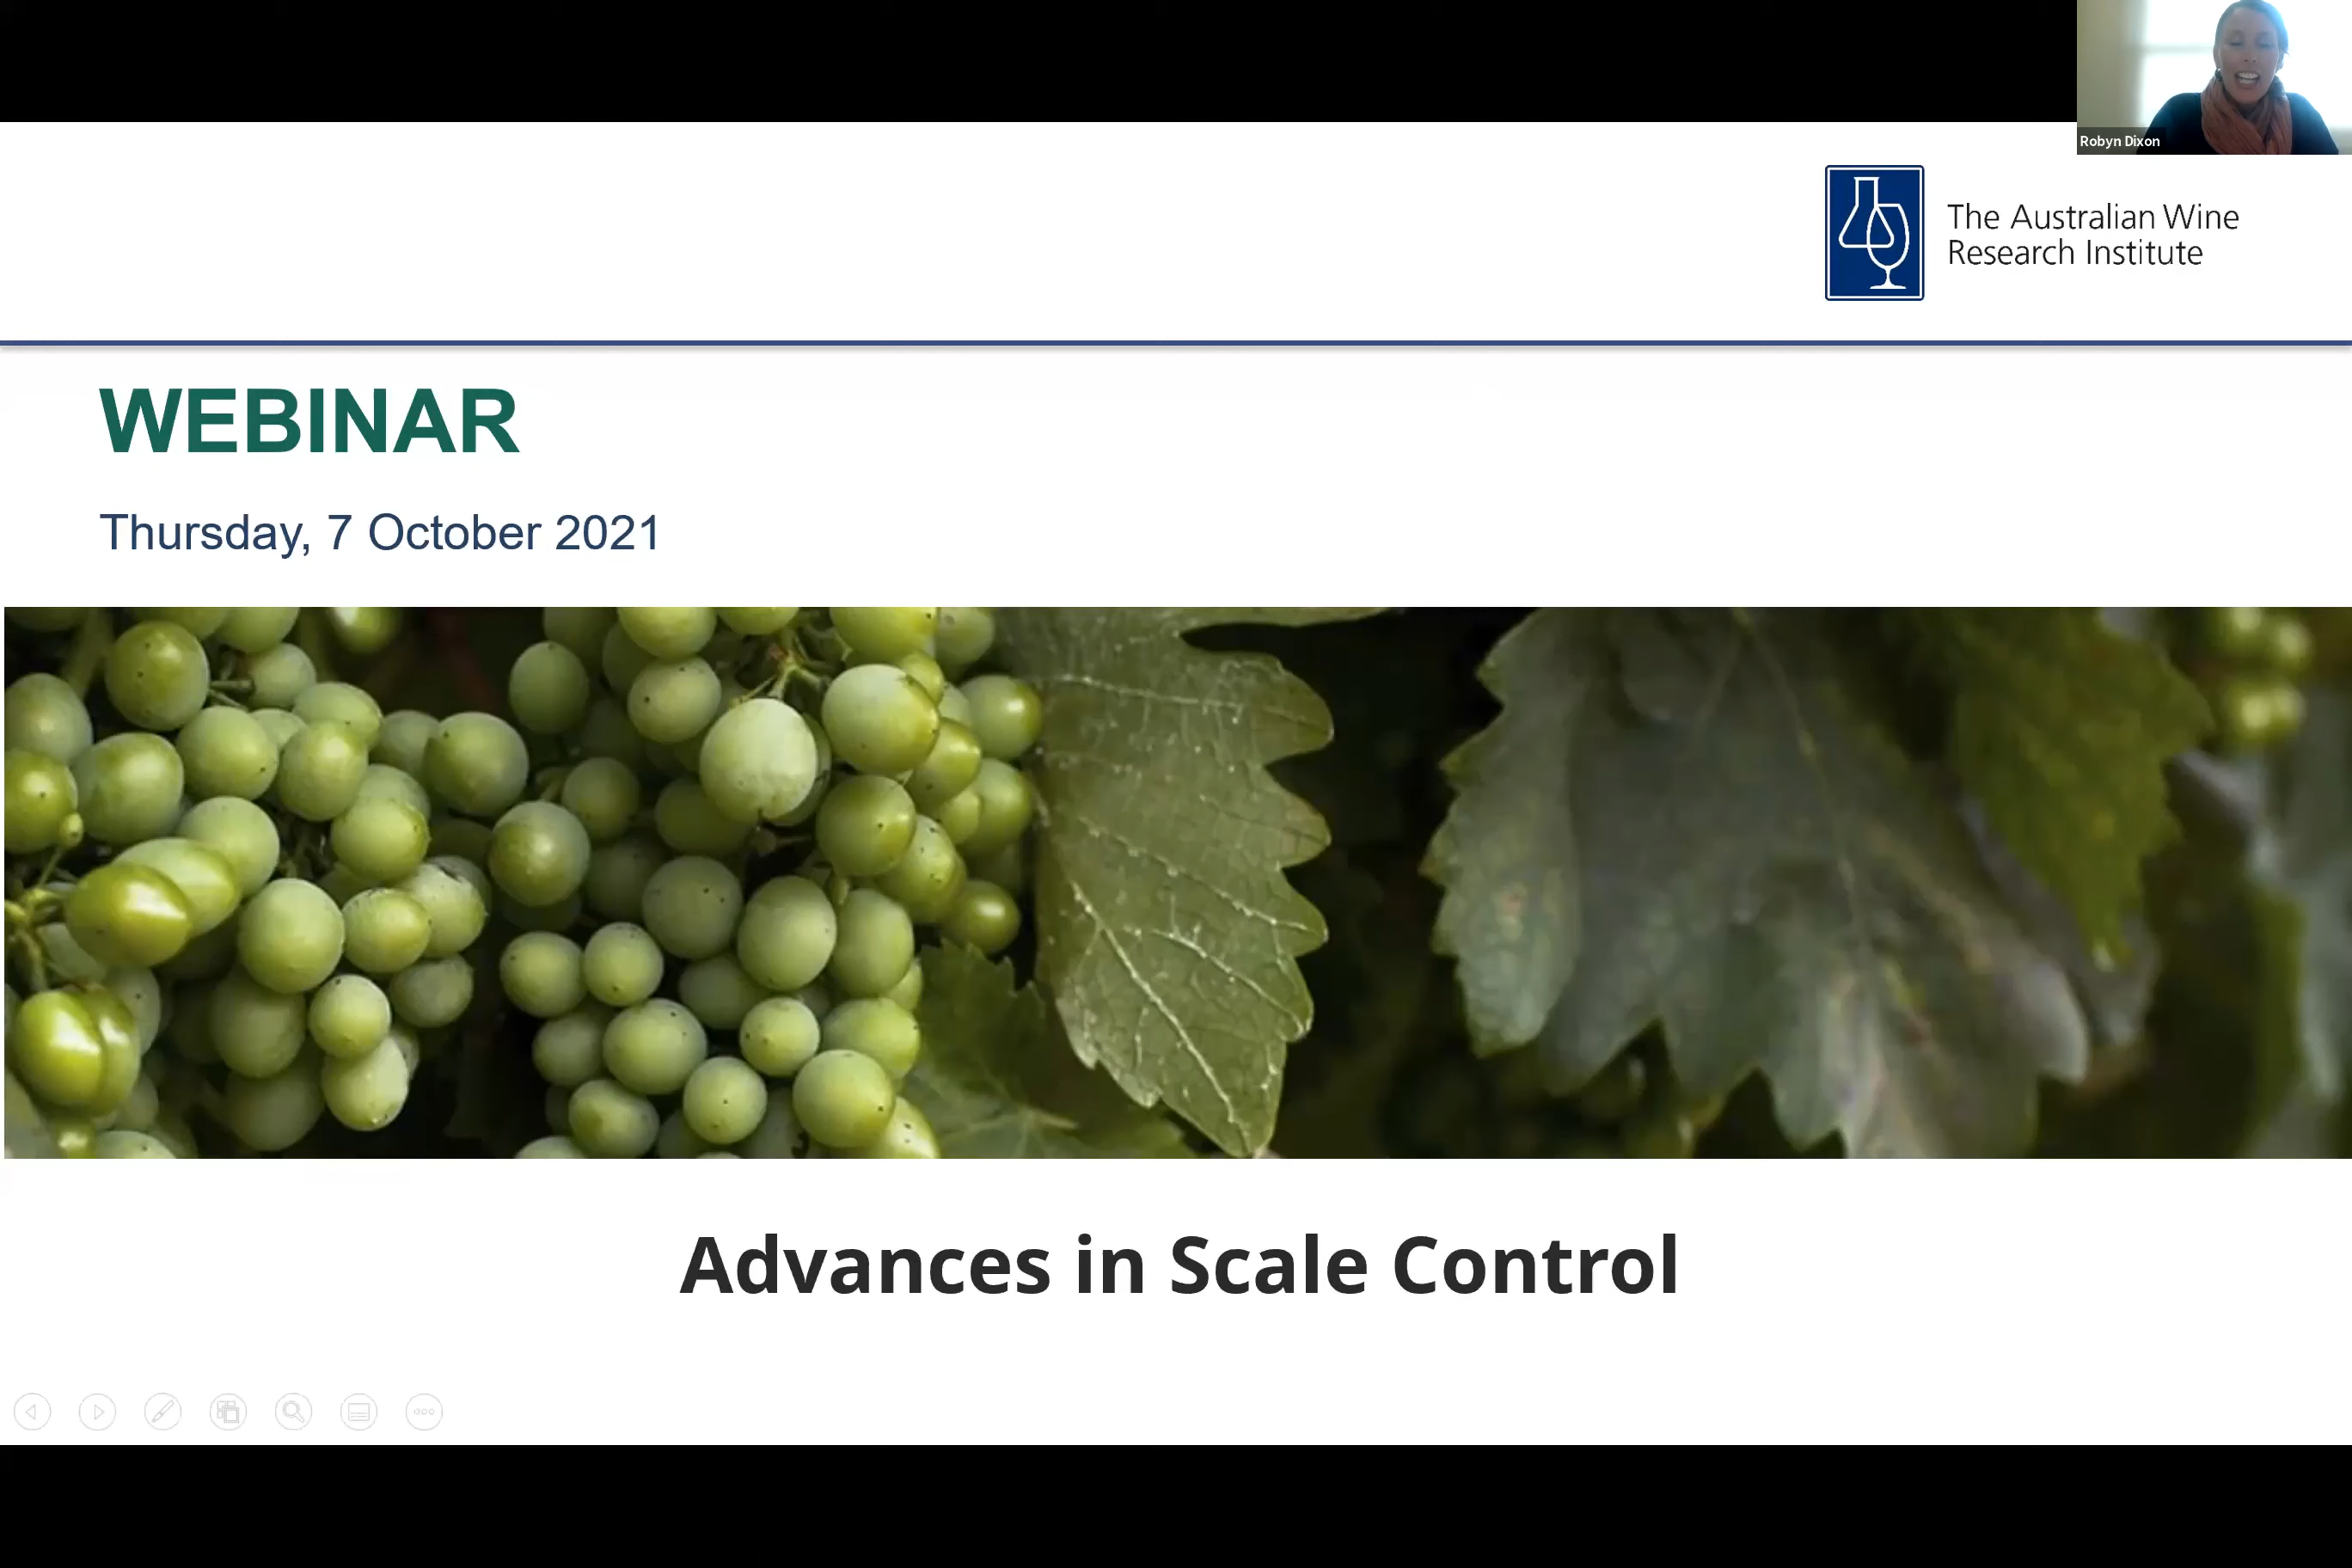 Robyn Dixon
The Australian Wine
Research Institute
WEBINAR
Thursday, 7 October 2021
Advances in Scale Control